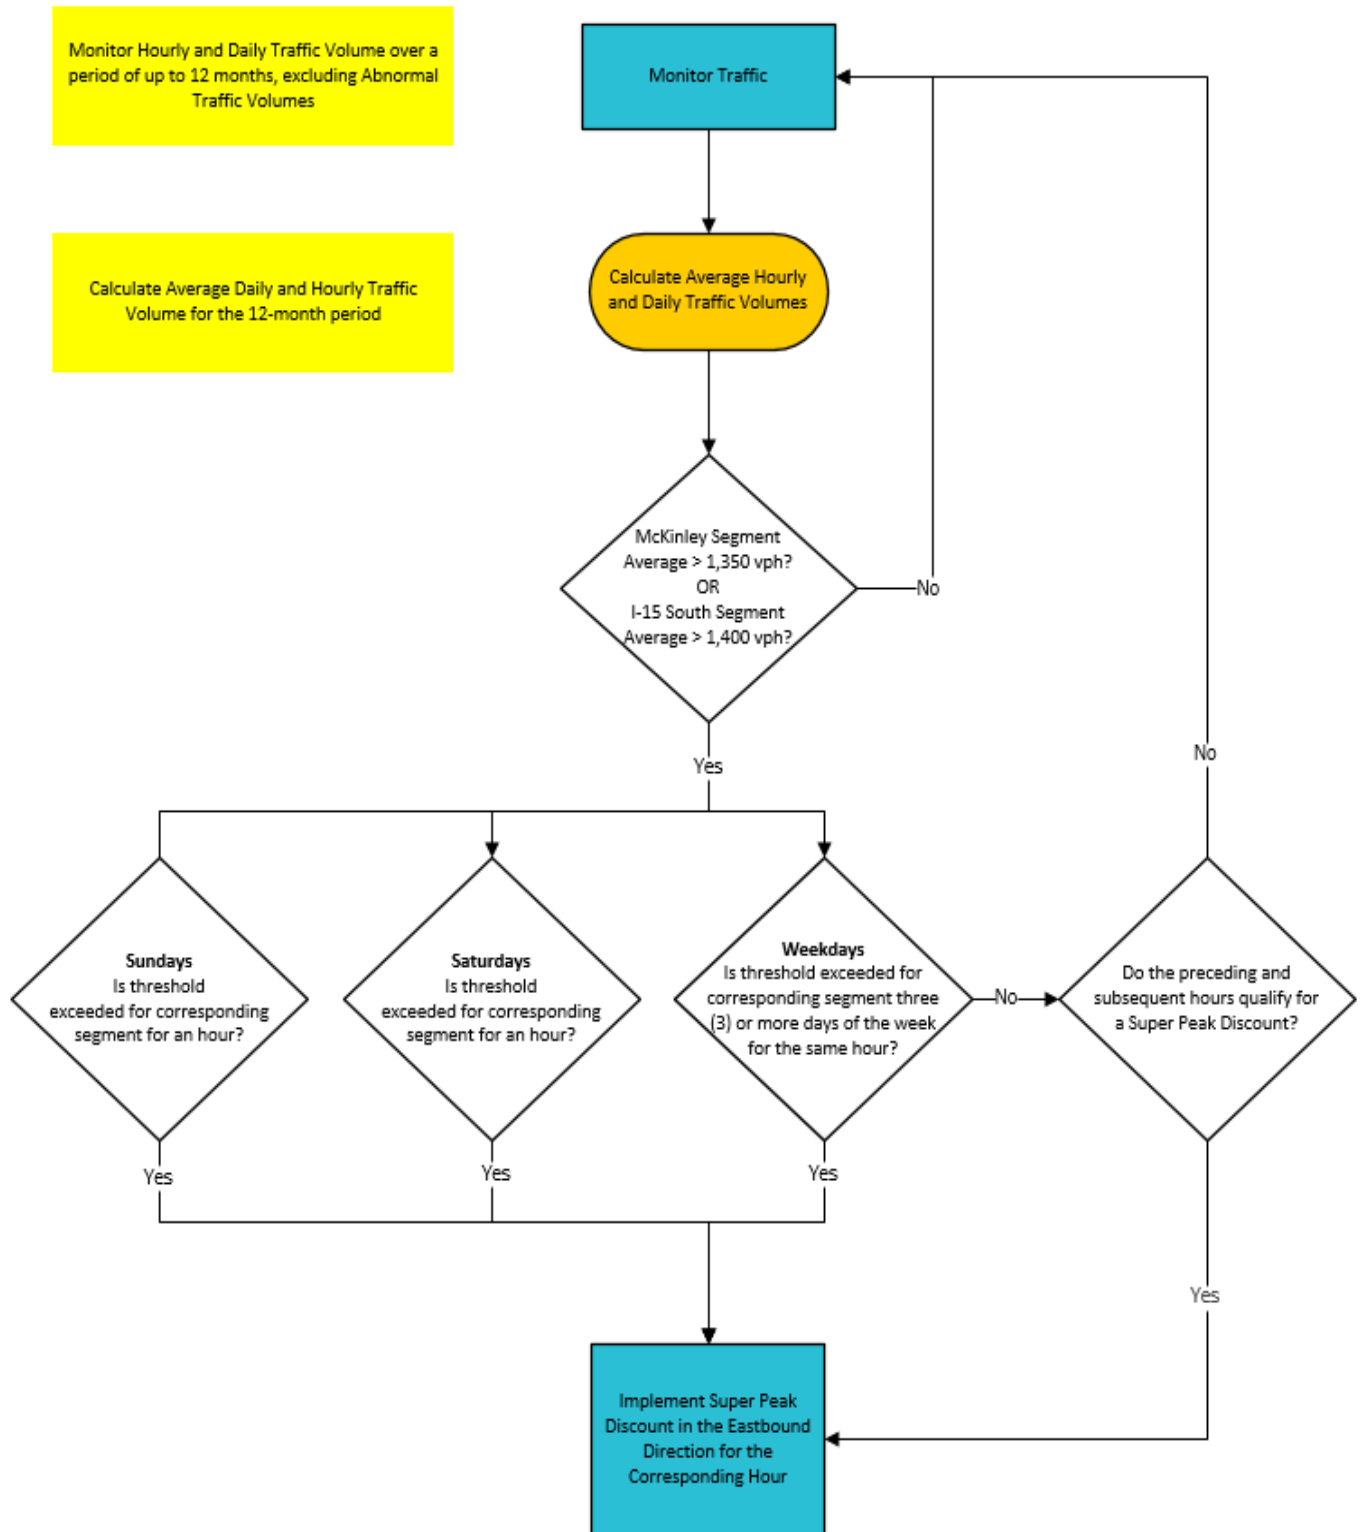 Monitor Hourly and Daily Traffic Volume over a
period of up to 12 months, excluding Abnormal
Traffic Volumes
Monitor Traffic
Calculate Average Daily and Hourly Traffic
Volume for the 12-month period
Calculate Average Hourly
and Daily Traffic Volumes
McKinley Segment
Average > 1,350 vph?
OR
I-15 South Segment
Average > 1,400 vph?
No
Yes
No
Sundays
Is threshold
exceeded for corresponding
segment for an hour?
Saturdays
Is threshold
exceeded for corresponding
segment for an hour?
Weekdays
Is threshold exceeded for
corresponding segment three
(3) or more days of the week
for the same hour?
No
Do the preceding and
subsequent hours qualify for
a Super Peak Discount?
Yes
Yes
Yes
Yes
Implement Super Peak
Discount in the Eastbound
Direction for the
Corresponding Hour